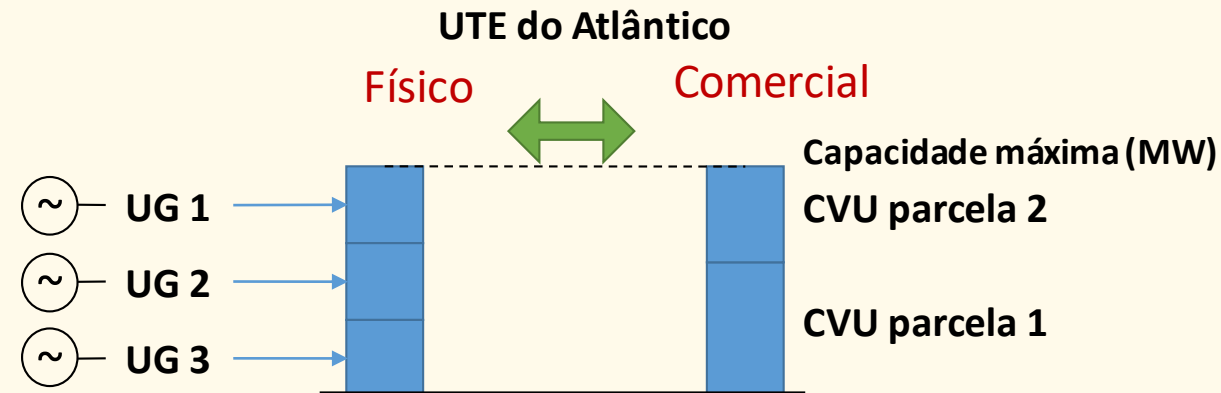 UTE do Atlântico
Físico
Comercial
Capacidade máxima (MW)
~ UG 1
CVU parcela 2
~ UG 2
~ UG 3
CVU parcela 1